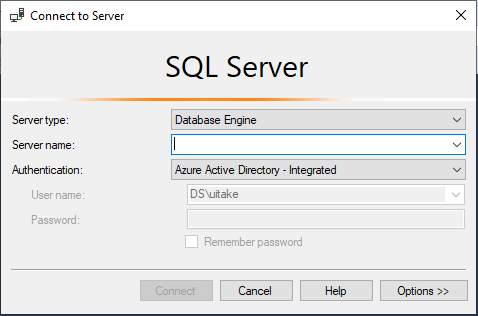 Connect to Server
SQL Server
Server type: Database Engine
Server name:
Authentication: Azure Active Directory - Integrated
User name: DS\uitake
Password:
Remember password
Connect Cancel Help Options >>